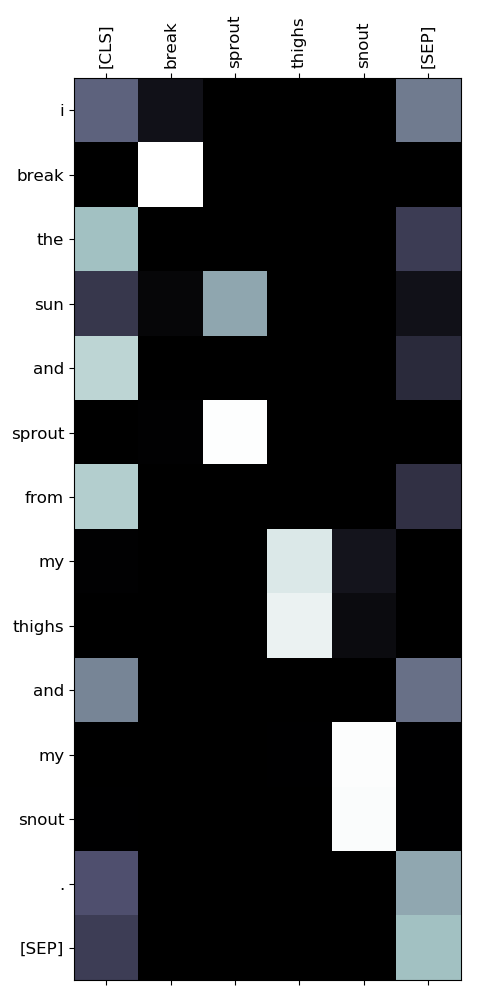 [CLS] break sprout thighs snout [SEP]
i
break
the
sun
and
sprout
from
my
thighs
and
my
snout
.
[SEP]